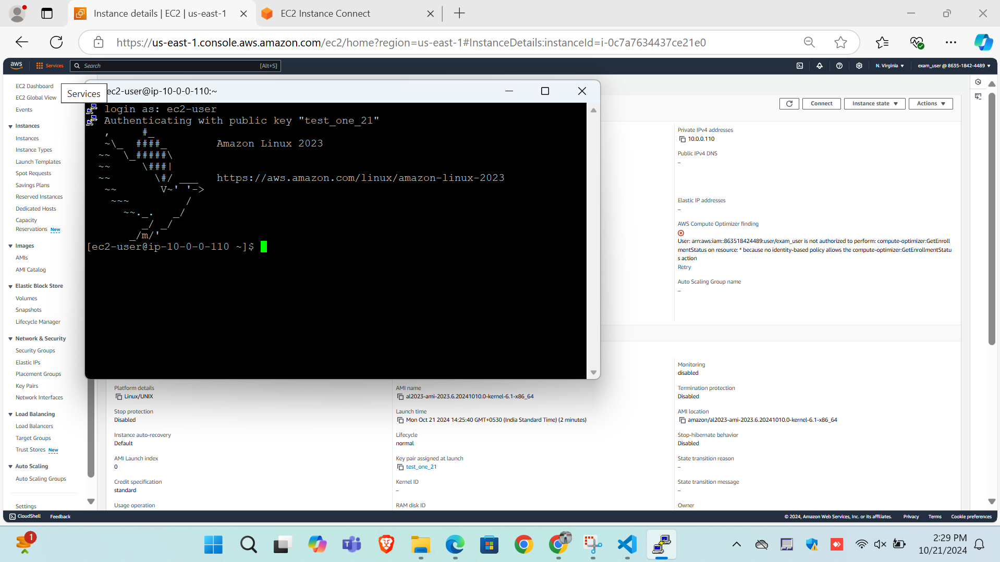 Instance details | EC2 | us-east-1
EC2 Instance Connect
https://us-east-1.console.aws.amazon.com/ec2/home?region=us-east-1#InstanceDetails:instanceId=i-0c7a7634437ce21e0
aws
Services
Search
[Alt+S]
N. Virginia
exam_user @ 8635-1842-4489
EC2 Dashboard
EC2 Global View
Events
Instances
Instances
Instance Types
Launch Templates
Spot Requests
Savings Plans
Reserved Instances
Dedicated Hosts
Capacity
Reservations New
Images
AMIs
AMI Catalog
Elastic Block Store
Volumes
Snapshots
Lifecycle Manager
Network & Security
Security Groups
Elastic IPs
Placement Groups
Key Pairs
Network Interfaces
Load Balancing
Load Balancers
Target Groups
Trust Stores New
Auto Scaling
Auto Scaling Groups
Settings
Services
ec2-user@ip-10-0-0-110:~
login as: ec2-user
Authenticating with public key "test_one_21"
   ,     #_
   ~\_  ####_        Amazon Linux 2023
  ~~  \_#####\
  ~~     \###|
  ~~       \#/ ___   https://aws.amazon.com/linux/amazon-linux-2023
   ~~       V~' '->
    ~~~         /
      ~~._.   _/
         _/ _/
       _/m/'
[ec2-user@ip-10-0-0-110 ~]$
Connect
Instance state
Actions
Private IPv4 addresses
10.0.0.110
Public IPv4 DNS
–
Elastic IP addresses
–
AWS Compute Optimizer finding
User: arn:aws:iam::863518424489:user/exam_user is not authorized to perform: compute-optimizer:GetEnroll
mentStatus on resource: * because no identity-based policy allows the compute-optimizer:GetEnrollmentStatu
s action
Retry
Auto Scaling Group name
–
Platform details
Linux/UNIX
Stop protection
Disabled
Instance auto-recovery
Default
AMI Launch index
0
Credit specification
standard
Usage operation
AMI name
al2023-ami-2023.6.20241010.0-kernel-6.1-x86_64
Launch time
Mon Oct 21 2024 14:25:40 GMT+0530 (India Standard Time) (2 minutes)
Lifecycle
normal
Key pair assigned at launch
test_one_21
Kernel ID
–
RAM disk ID
Monitoring
disabled
Termination protection
Disabled
AMI location
amazon/al2023-ami-2023.6.20241010.0-kernel-6.1-x86_64
Stop-hibernate behavior
Disabled
State transition reason
–
State transition message
–
Owner
CloudShell
Feedback
© 2024, Amazon Web Services, Inc. or its affiliates.
Privacy
Terms
Cookie preferences
1
2:29 PM
10/21/2024